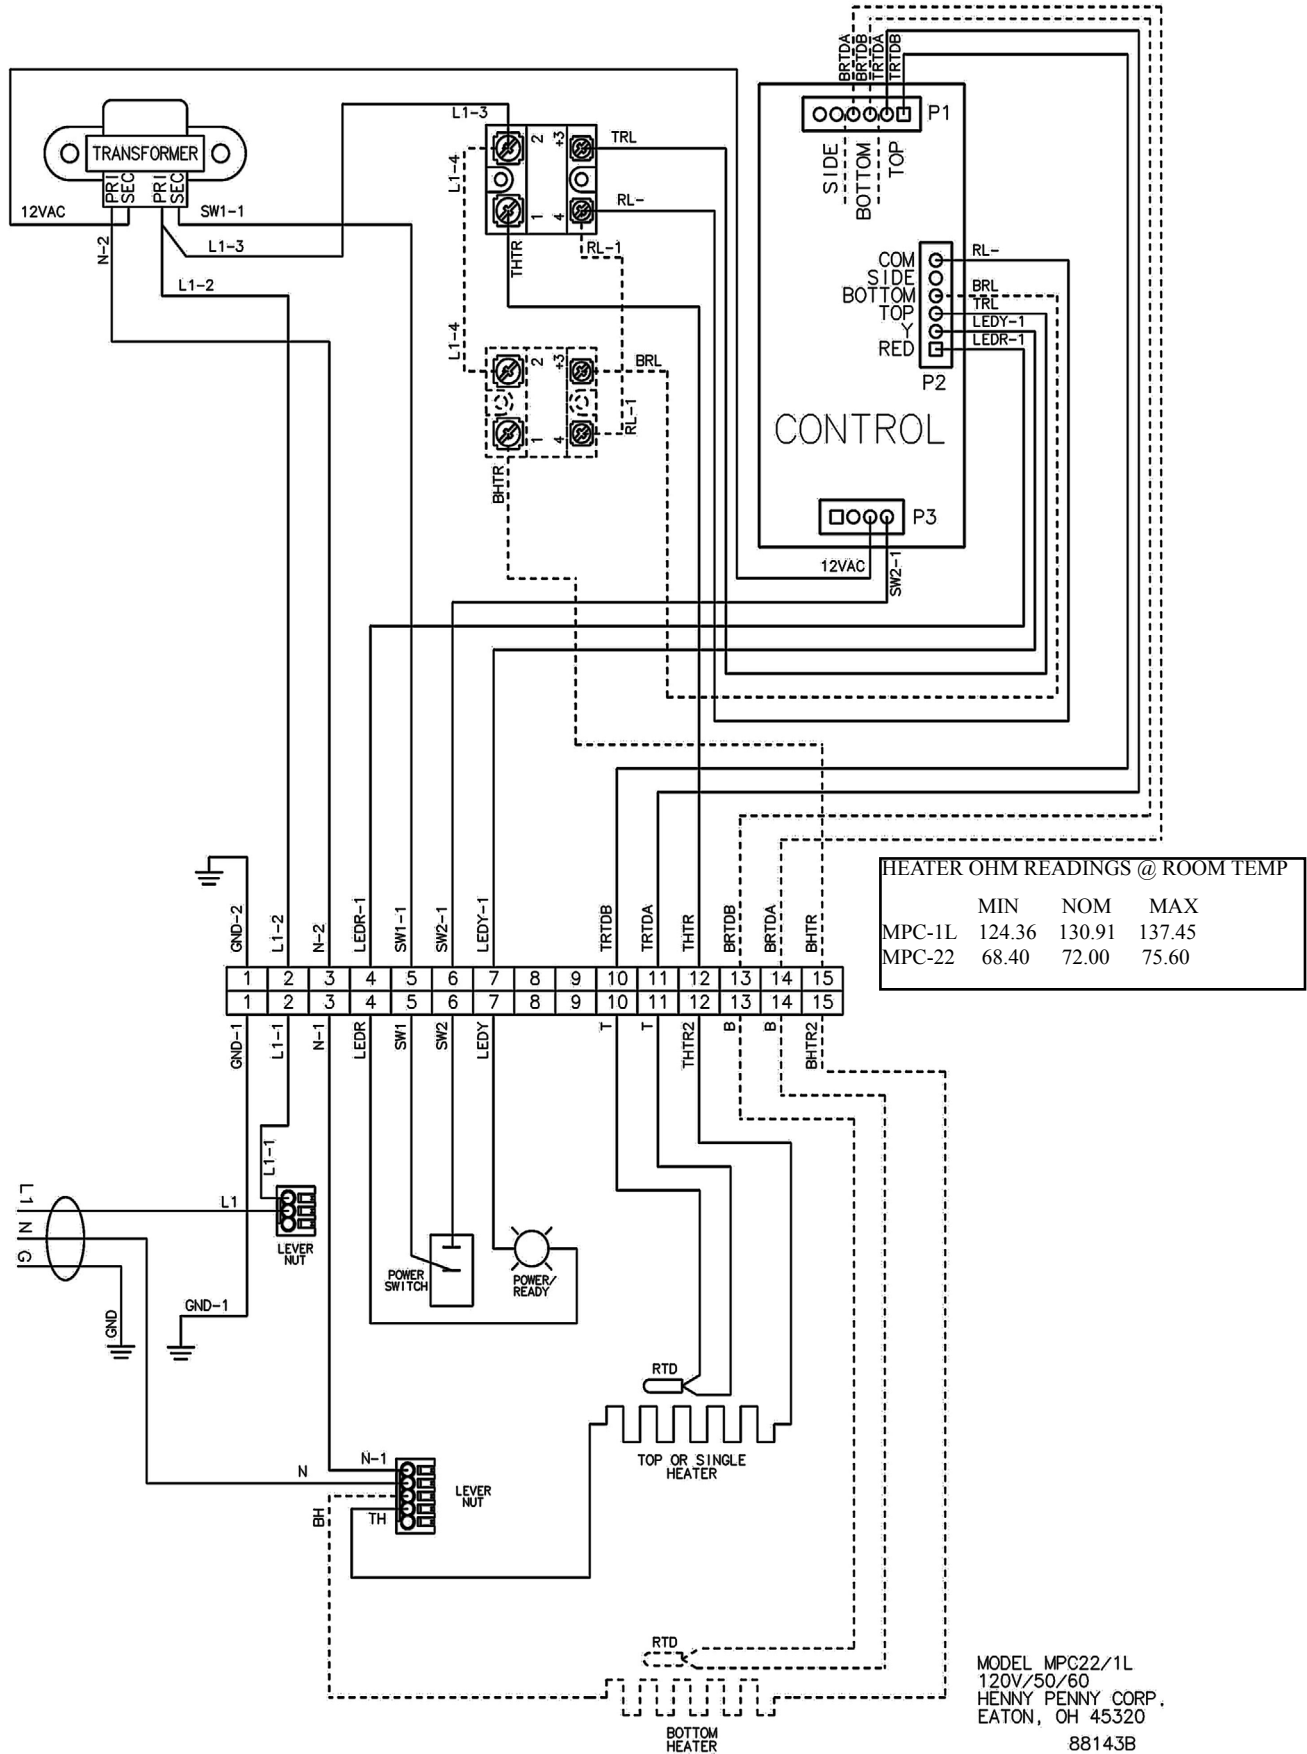 BRTDA
BRTDB
TRTDA
TRTDB
P1
SIDE
BOTTOM
TOP
TRANSFORMER
PRI
SEC
PRI
SEC
12VAC
N-2
SW1-1
L1-3
L1-2
L1-3
L1-4
2
+3
1
4
TRL
RL-
THTR
RL-1
L1-4
2
+3
1
4
BRL
RL-1
BHTR
COM
SIDE
BOTTOM
TOP
Y
RED
RL-
BRL
TRL
LEDY-1
LEDR-1
P2
CONTROL
P3
12VAC
SW2-1
HEATER OHM READINGS @ ROOM TEMP
MIN NOM MAX
MPC-1L 124.36 130.91 137.45
MPC-22 68.40 72.00 75.60
GND-2
L1-2
N-2
LEDR-1
SW1-1
SW2-1
LEDY-1
TRTDB
TRTDA
THTR
BRTDB
BRTDA
BHTR
1 2 3 4 5 6 7 8 9 10 11 12 13 14 15
1 2 3 4 5 6 7 8 9 10 11 12 13 14 15
GND-1
L1-1
N-1
LEDR
SW1
SW2
LEDY
T
T
THTR2
B
B
BHTR2
L1-1
L1
N
G
L1
LEVER
NUT
GND
GND-1
POWER
SWITCH
POWER/
READY
RTD
TOP OR SINGLE
HEATER
N-1
N
BH
TH
LEVER
NUT
RTD
BOTTOM
HEATER
MODEL MPC22/1L
120V/50/60
HENNY PENNY CORP.
EATON, OH 45320
88143B